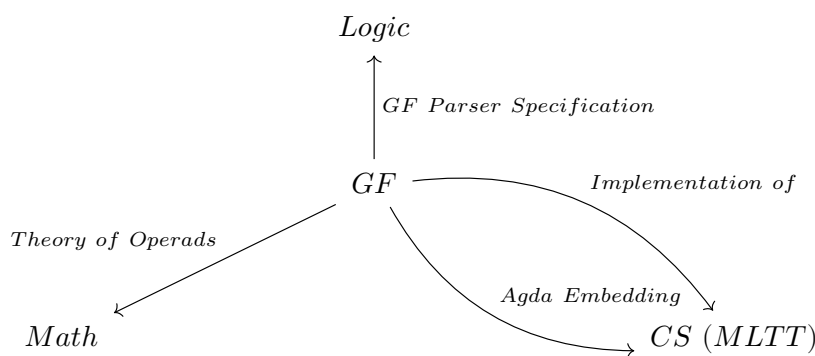 Logic
GF Parser Specification
GF
Implementation of
Theory of Operads
Agda Embedding
Math
CS (MLTT)